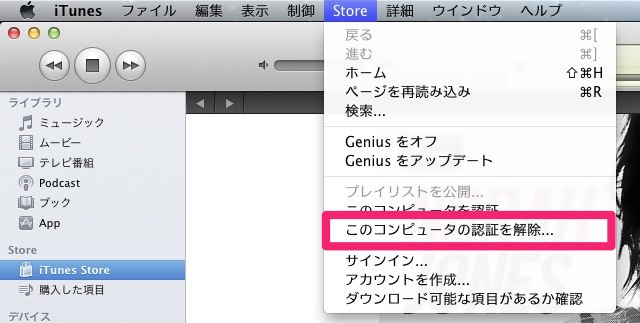 iTunes ファイル 編集 表示 制御 Store 詳細 ウインドウ ヘルプ
戻る ⌘[
進む ⌘]
ホーム ⇧⌘H
ページを再読み込み ⌘R
検索...
Genius をオフ
Genius をアップデート
プレイリストを公開...
このコンピュータを認証...
このコンピュータの認証を解除...
サインイン...
アカウントを作成...
ダウンロード可能な項目があるか確認
ライブラリ
ミュージック
ムービー
テレビ番組
Podcast
ブック
App
Store
iTunes Store
購入した項目
デバイス